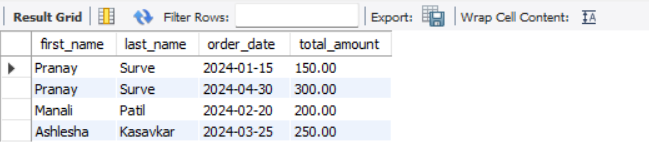 Result Grid Filter Rows: Export: Wrap Cell Content:
first_name last_name order_date total_amount
Pranay Surve 2024-01-15 150.00
Pranay Surve 2024-04-30 300.00
Manali Patil 2024-02-20 200.00
Ashlesha Kasavkar 2024-03-25 250.00